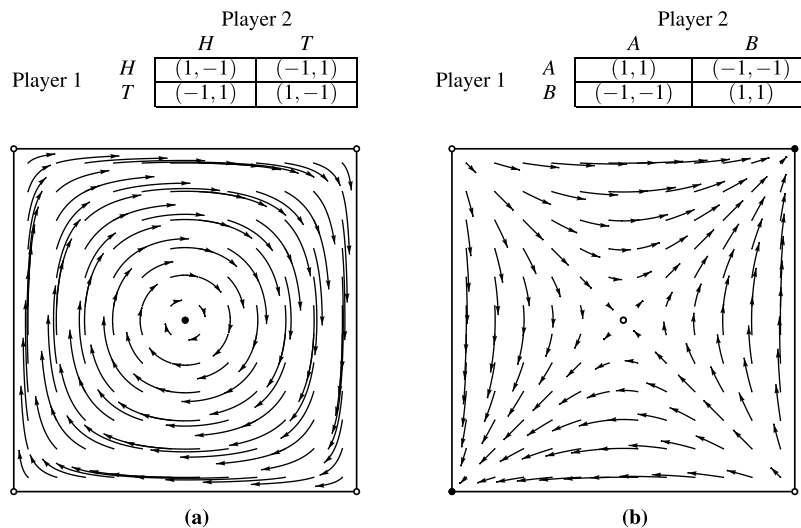 Player 2
H T
Player 1 H (1,−1) (−1,1)
T (−1,1) (1,−1)
Player 2
A B
Player 1 A (1,1) (−1,−1)
B (−1,−1) (1,1)
(a)
(b)